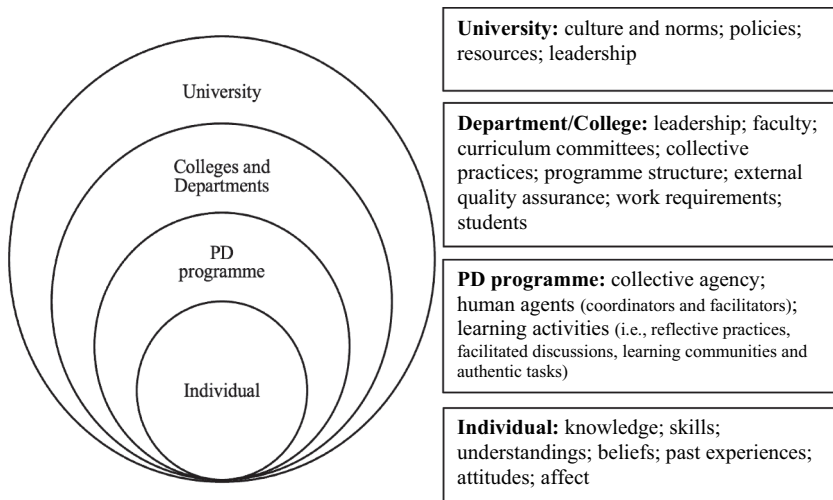 University
Colleges and
Departments
PD
programme
Individual
University: culture and norms; policies;
resources; leadership
Department/College: leadership; faculty;
curriculum committees; collective
practices; programme structure; external
quality assurance; work requirements;
students
PD programme: collective agency;
human agents (coordinators and facilitators);
learning activities (i.e., reflective practices,
facilitated discussions, learning communities and
authentic tasks)
Individual: knowledge; skills;
understandings; beliefs; past experiences;
attitudes; affect